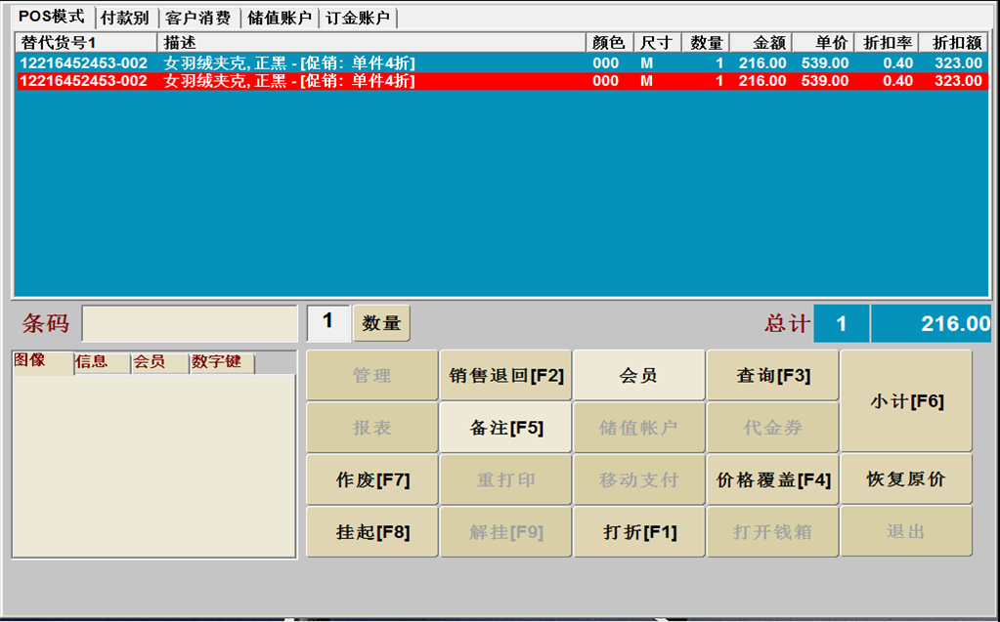 POS模式 付款别 客户消费 储值账户 订金账户
替代货号1 描述 颜色 尺寸 数量 金额 单价 折扣率 折扣额
12216452453-002 女羽绒夹克, 正黑 - [促销: 单件4折] 000 M 1 216.00 539.00 0.40 323.00
12216452453-002 女羽绒夹克, 正黑 - [促销: 单件4折] 000 M 1 216.00 539.00 0.40 323.00
条码 1 数量 总计 1 216.00
图像 信息 会员 数字键
管理 销售退回[F2] 会员 查询[F3] 小计[F6]
报表 备注[F5] 储值帐户 代金券
作废[F7] 重打印 移动支付 价格覆盖[F4] 恢复原价
挂起[F8] 解挂[F9] 打折[F1] 打开钱箱 退出